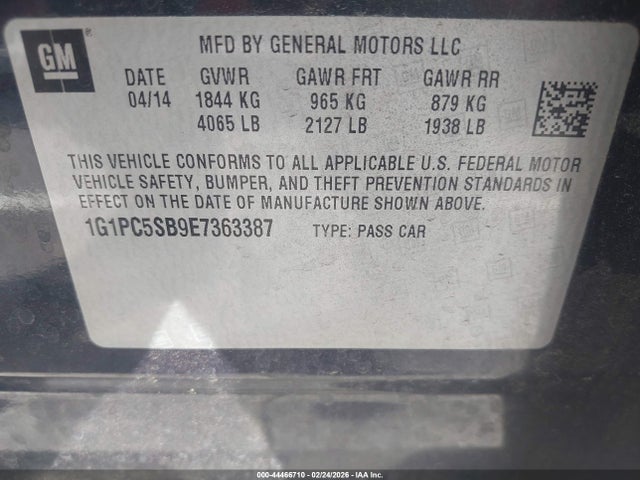 GM
MFD BY GENERAL MOTORS LLC
DATE GVWR GAWR FRT GAWR RR
04/14 1844 KG 965 KG 879 KG
4065 LB 2127 LB 1938 LB
THIS VEHICLE CONFORMS TO ALL APPLICABLE U.S. FEDERAL MOTOR
VEHICLE SAFETY, BUMPER, AND THEFT PREVENTION STANDARDS IN
EFFECT ON THE DATE OF MANUFACTURE SHOWN ABOVE.
1G1PC5SB9E7363387 TYPE: PASS CAR
000-44466710 | 02/24/2026 | IAA Inc.